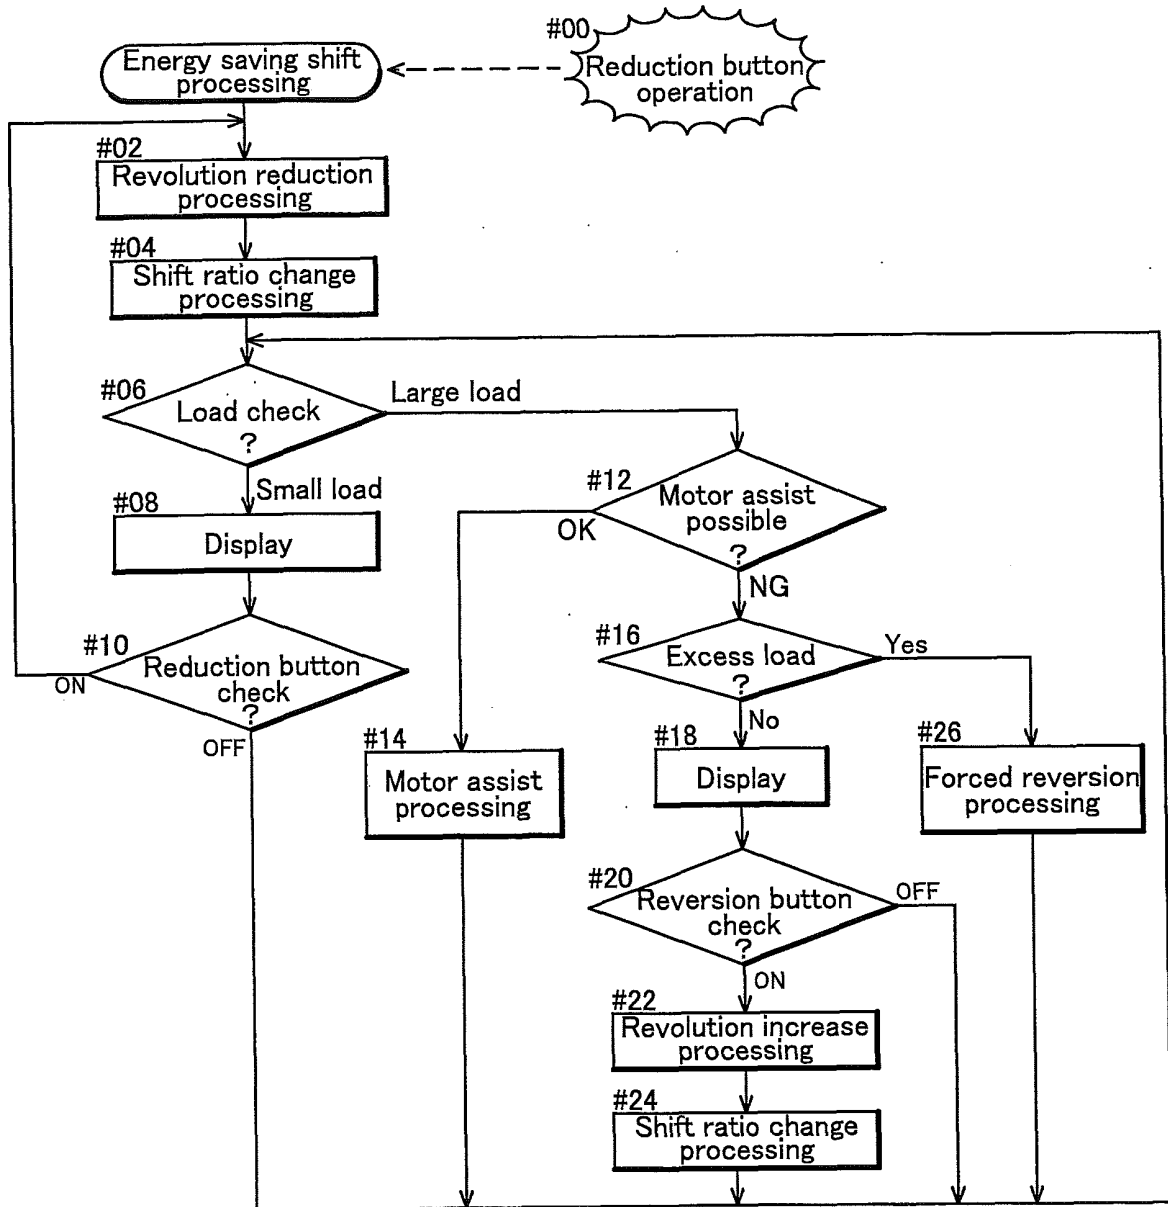 #00
Energy saving shift
processing
Reduction button
operation
#02
Revolution reduction
processing
#04
Shift ratio change
processing
#06
Load check
?
Large load
Small load
#08
Display
#10
Reduction button
check
?
ON
OFF
#12
Motor assist
possible
?
OK
NG
#14
Motor assist
processing
#16
Excess load
?
Yes
No
#18
Display
#20
Reversion button
check
?
OFF
ON
#22
Revolution increase
processing
#24
Shift ratio change
processing
#26
Forced reversion
processing